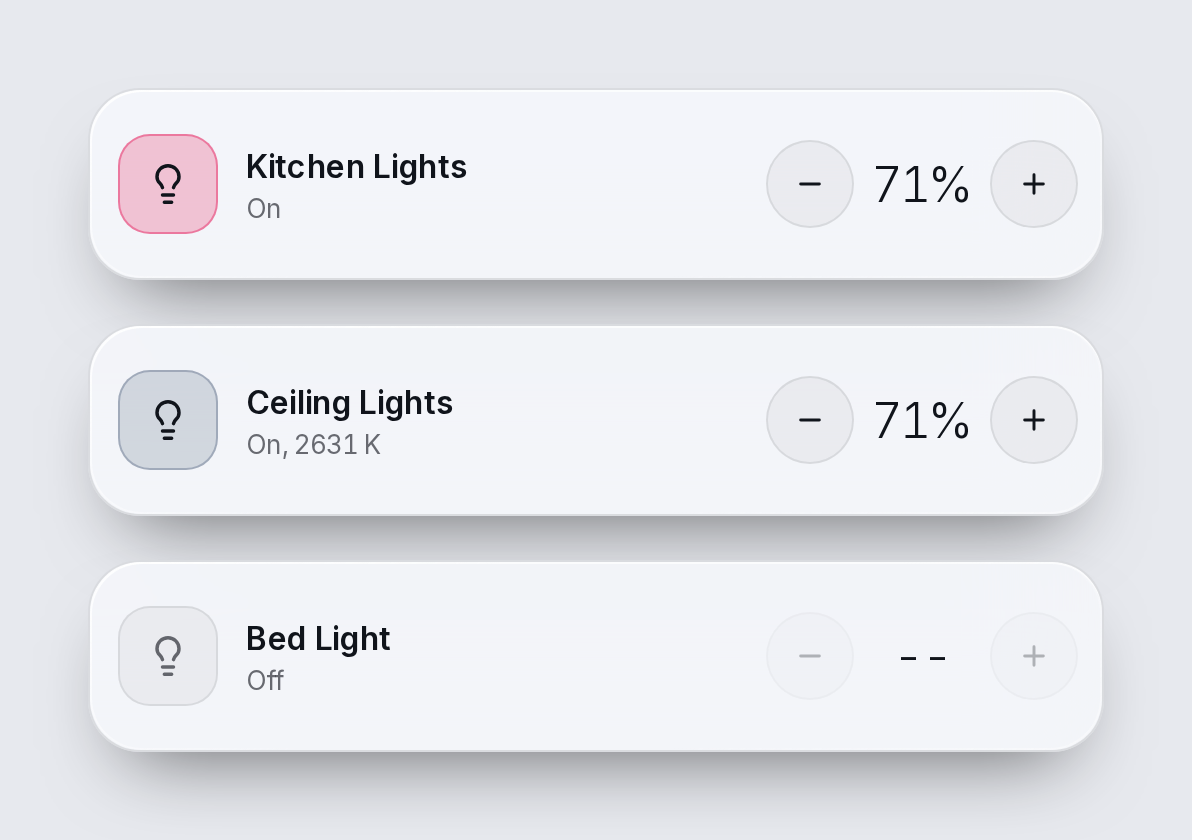 Kitchen Lights
On
− 71% +
Ceiling Lights
On, 2631 K
− 71% +
Bed Light
Off
− -- +